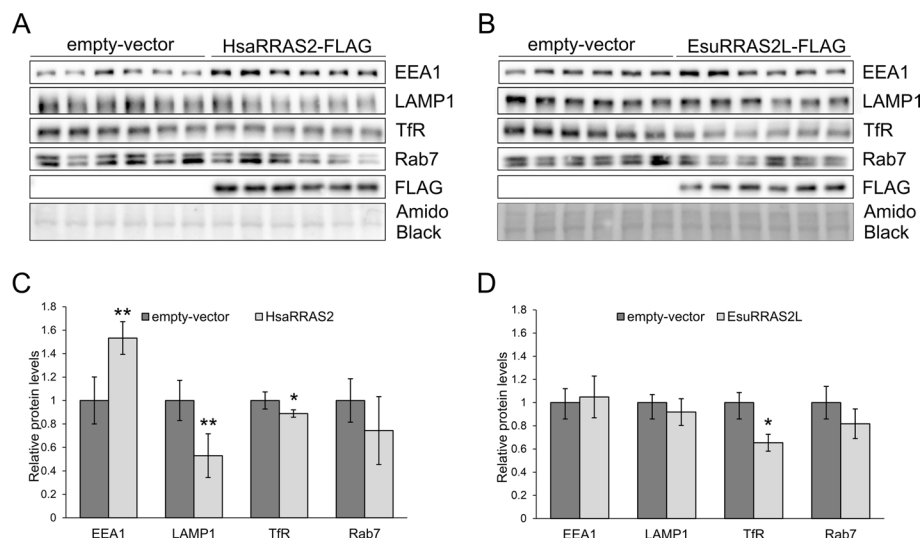 A
empty-vector HsaRRAS2-FLAG
EEA1
LAMP1
TfR
Rab7
FLAG
Amido
Black
B
empty-vector EsuRRAS2L-FLAG
EEA1
LAMP1
TfR
Rab7
FLAG
Amido
Black
C
Relative protein levels
1.8
1.6
1.4
1.2
1
0.8
0.6
0.4
0.2
0
empty-vector HsaRRAS2
**
**
*
EEA1 LAMP1 TfR Rab7
D
Relative protein levels
1.8
1.6
1.4
1.2
1
0.8
0.6
0.4
0.2
0
empty-vector EsuRRAS2L
*
EEA1 LAMP1 TfR Rab7